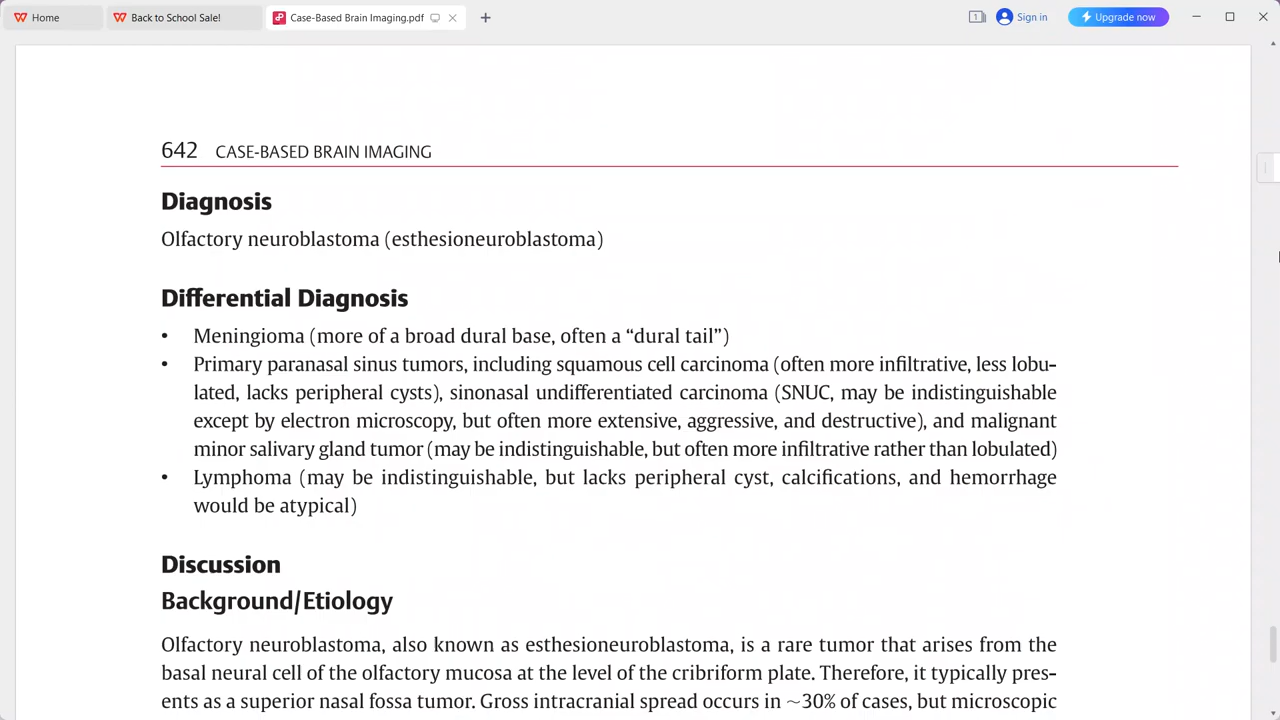 Home
Back to School Sale!
Case-Based Brain Imaging.pdf
1
Sign in
Upgrade now
642 CASE-BASED BRAIN IMAGING
Diagnosis
Olfactory neuroblastoma (esthesioneuroblastoma)
Differential Diagnosis
• Meningioma (more of a broad dural base, often a “dural tail”)
• Primary paranasal sinus tumors, including squamous cell carcinoma (often more infiltrative, less lobu-
lated, lacks peripheral cysts), sinonasal undifferentiated carcinoma (SNUC, may be indistinguishable
except by electron microscopy, but often more extensive, aggressive, and destructive), and malignant
minor salivary gland tumor (may be indistinguishable, but often more infiltrative rather than lobulated)
• Lymphoma (may be indistinguishable, but lacks peripheral cyst, calcifications, and hemorrhage
would be atypical)
Discussion
Background/Etiology
Olfactory neuroblastoma, also known as esthesioneuroblastoma, is a rare tumor that arises from the
basal neural cell of the olfactory mucosa at the level of the cribriform plate. Therefore, it typically pres-
ents as a superior nasal fossa tumor. Gross intracranial spread occurs in ~30% of cases, but microscopic